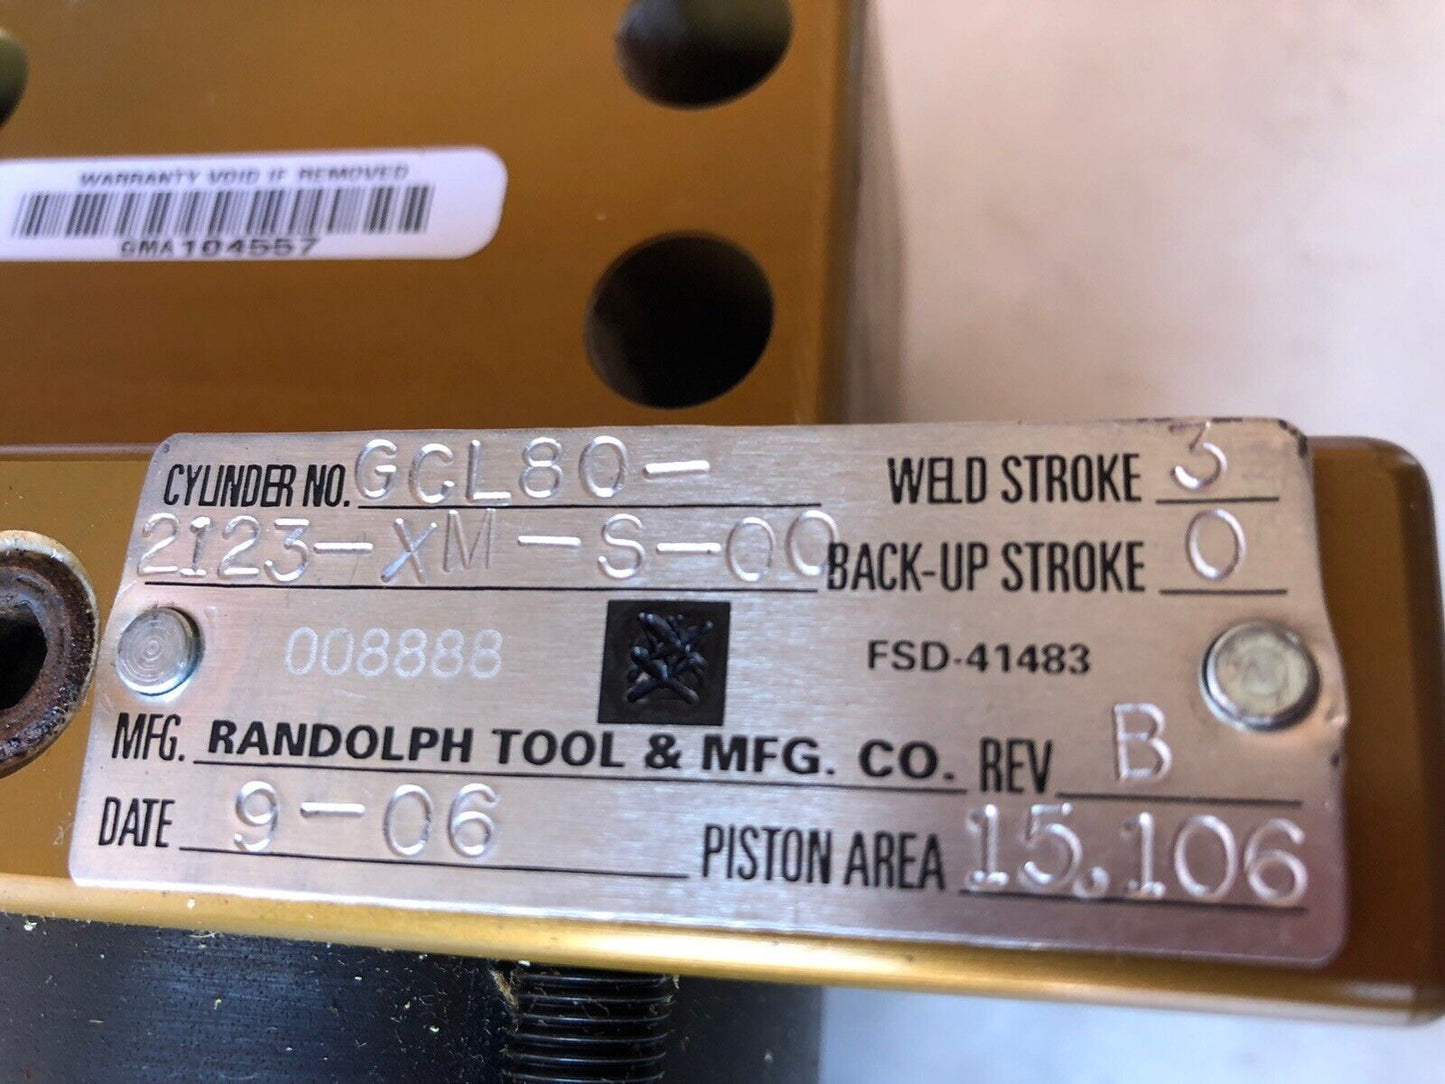 WARRANTY VOID IF REMOVED
GMA104557
CYLINDER NO. GCL80-
2123-XM-S-00
WELD STROKE 3
BACK-UP STROKE 0
008888
FSD-41483
MFG. RANDOLPH TOOL & MFG. CO.
REV B
DATE 9-06
PISTON AREA 15.106